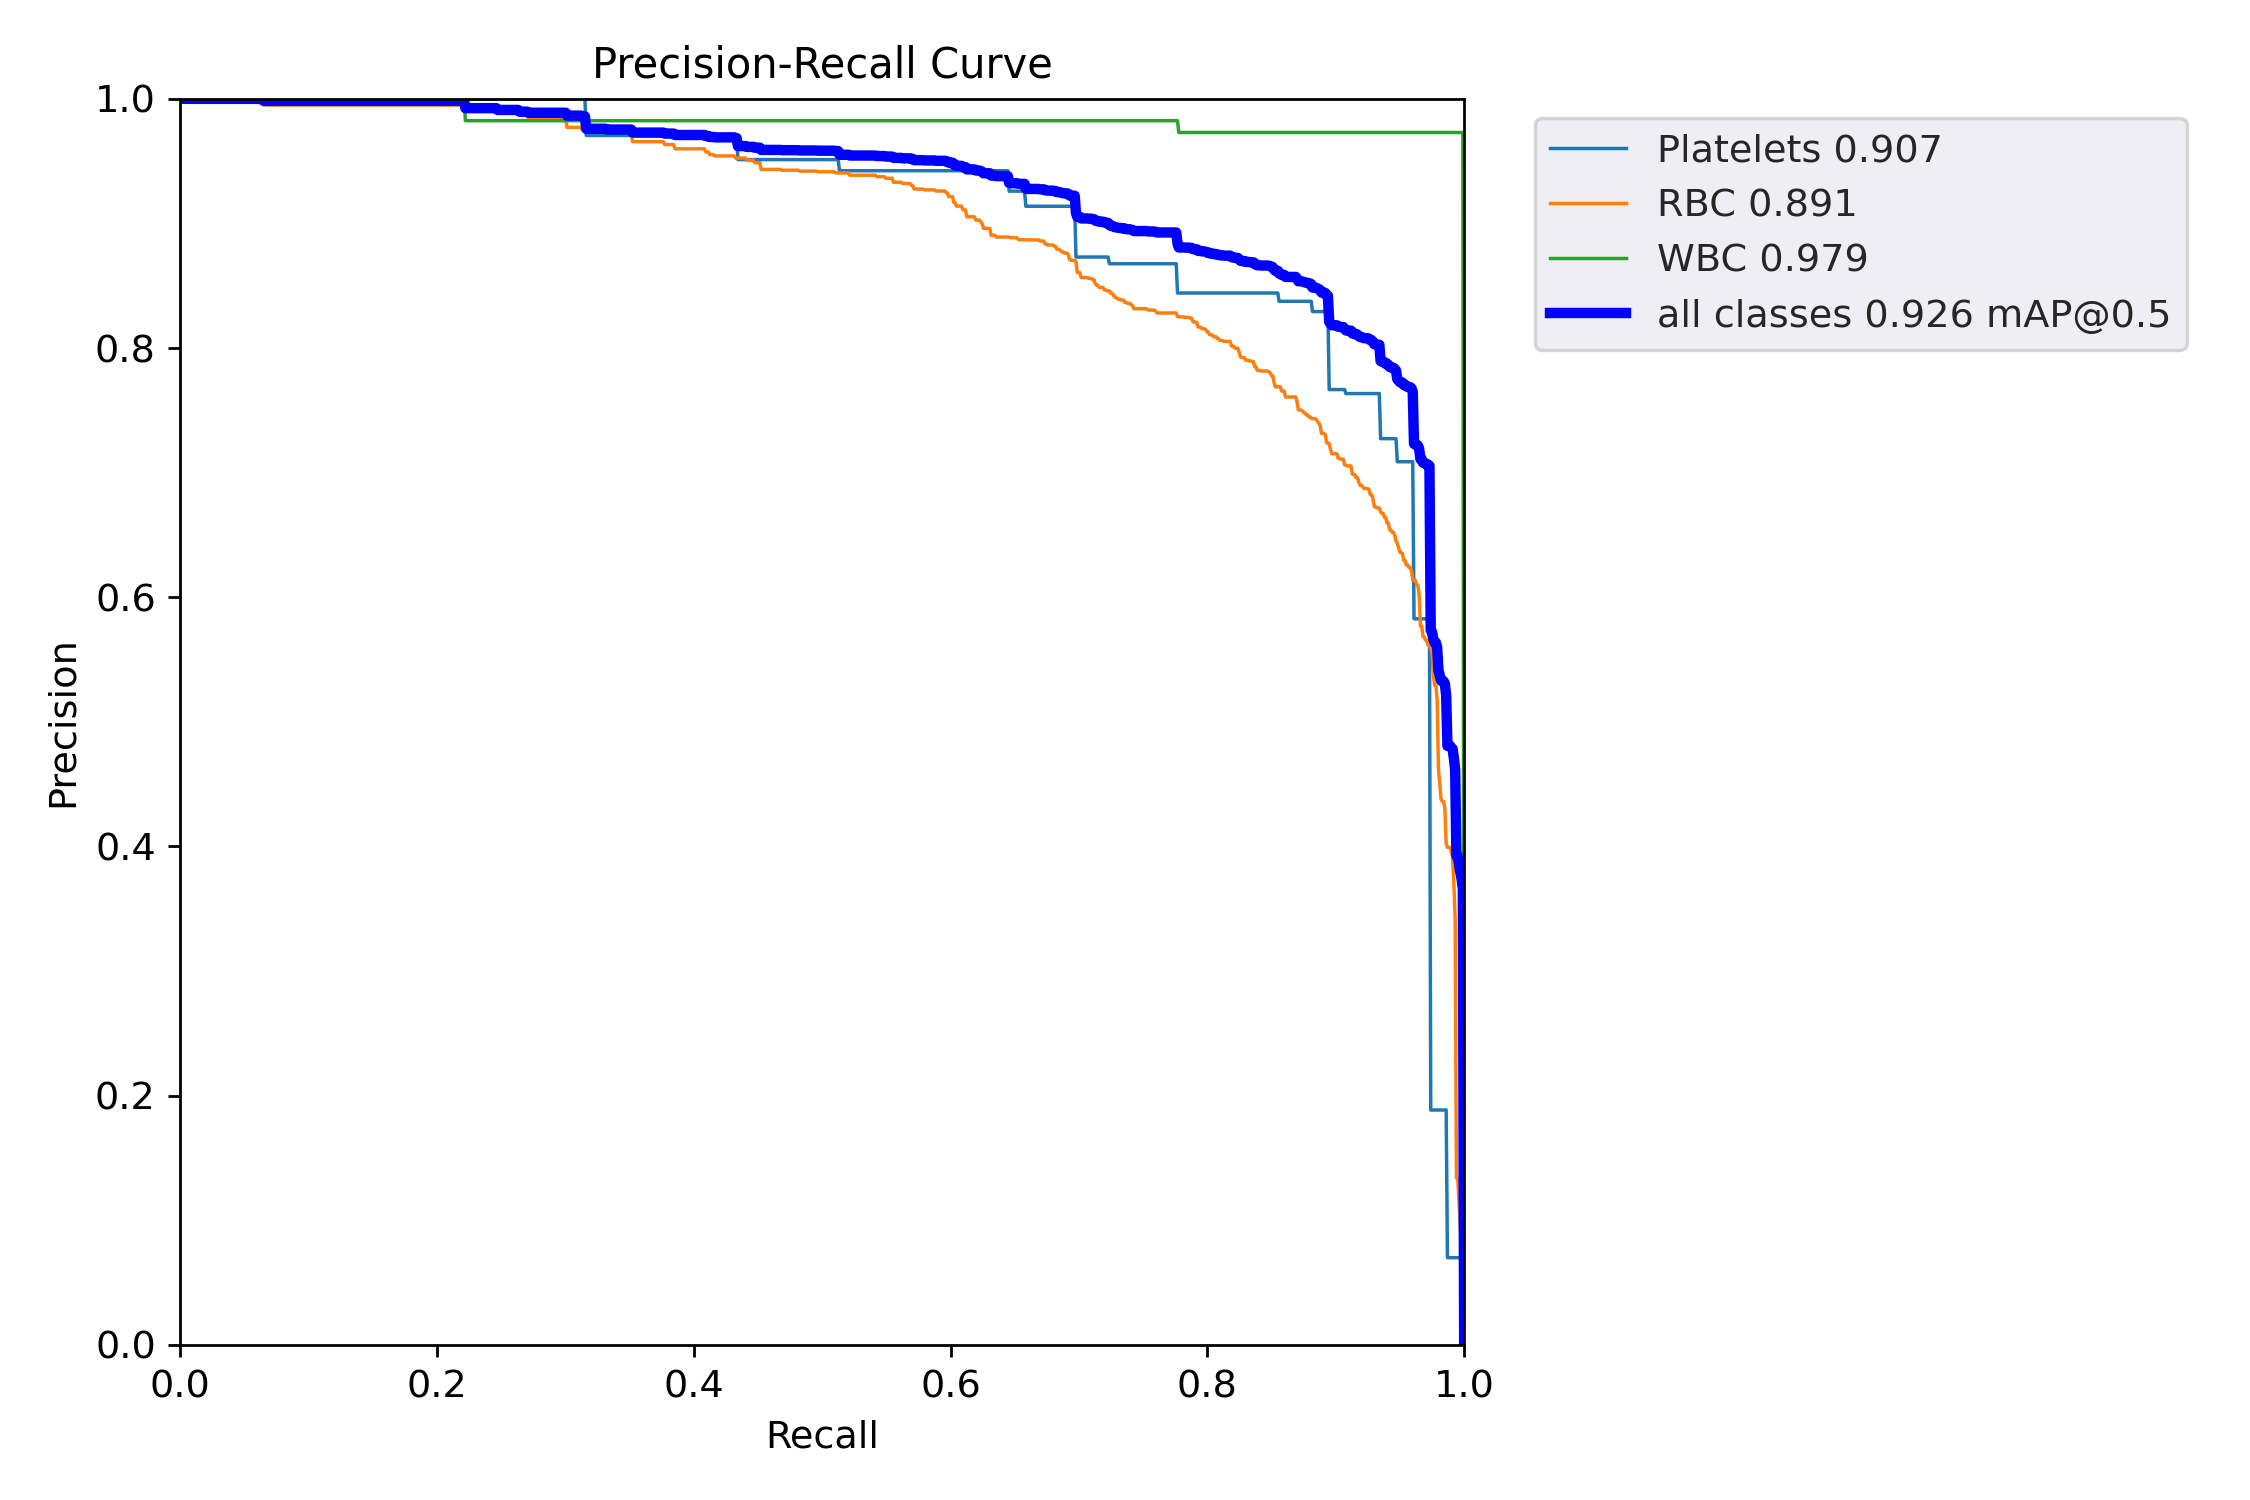 Precision-Recall Curve
1.0
0.8
0.6
0.4
0.2
0.0
Precision
0.0 0.2 0.4 0.6 0.8 1.0
Recall
Platelets 0.907
RBC 0.891
WBC 0.979
all classes 0.926 mAP@0.5